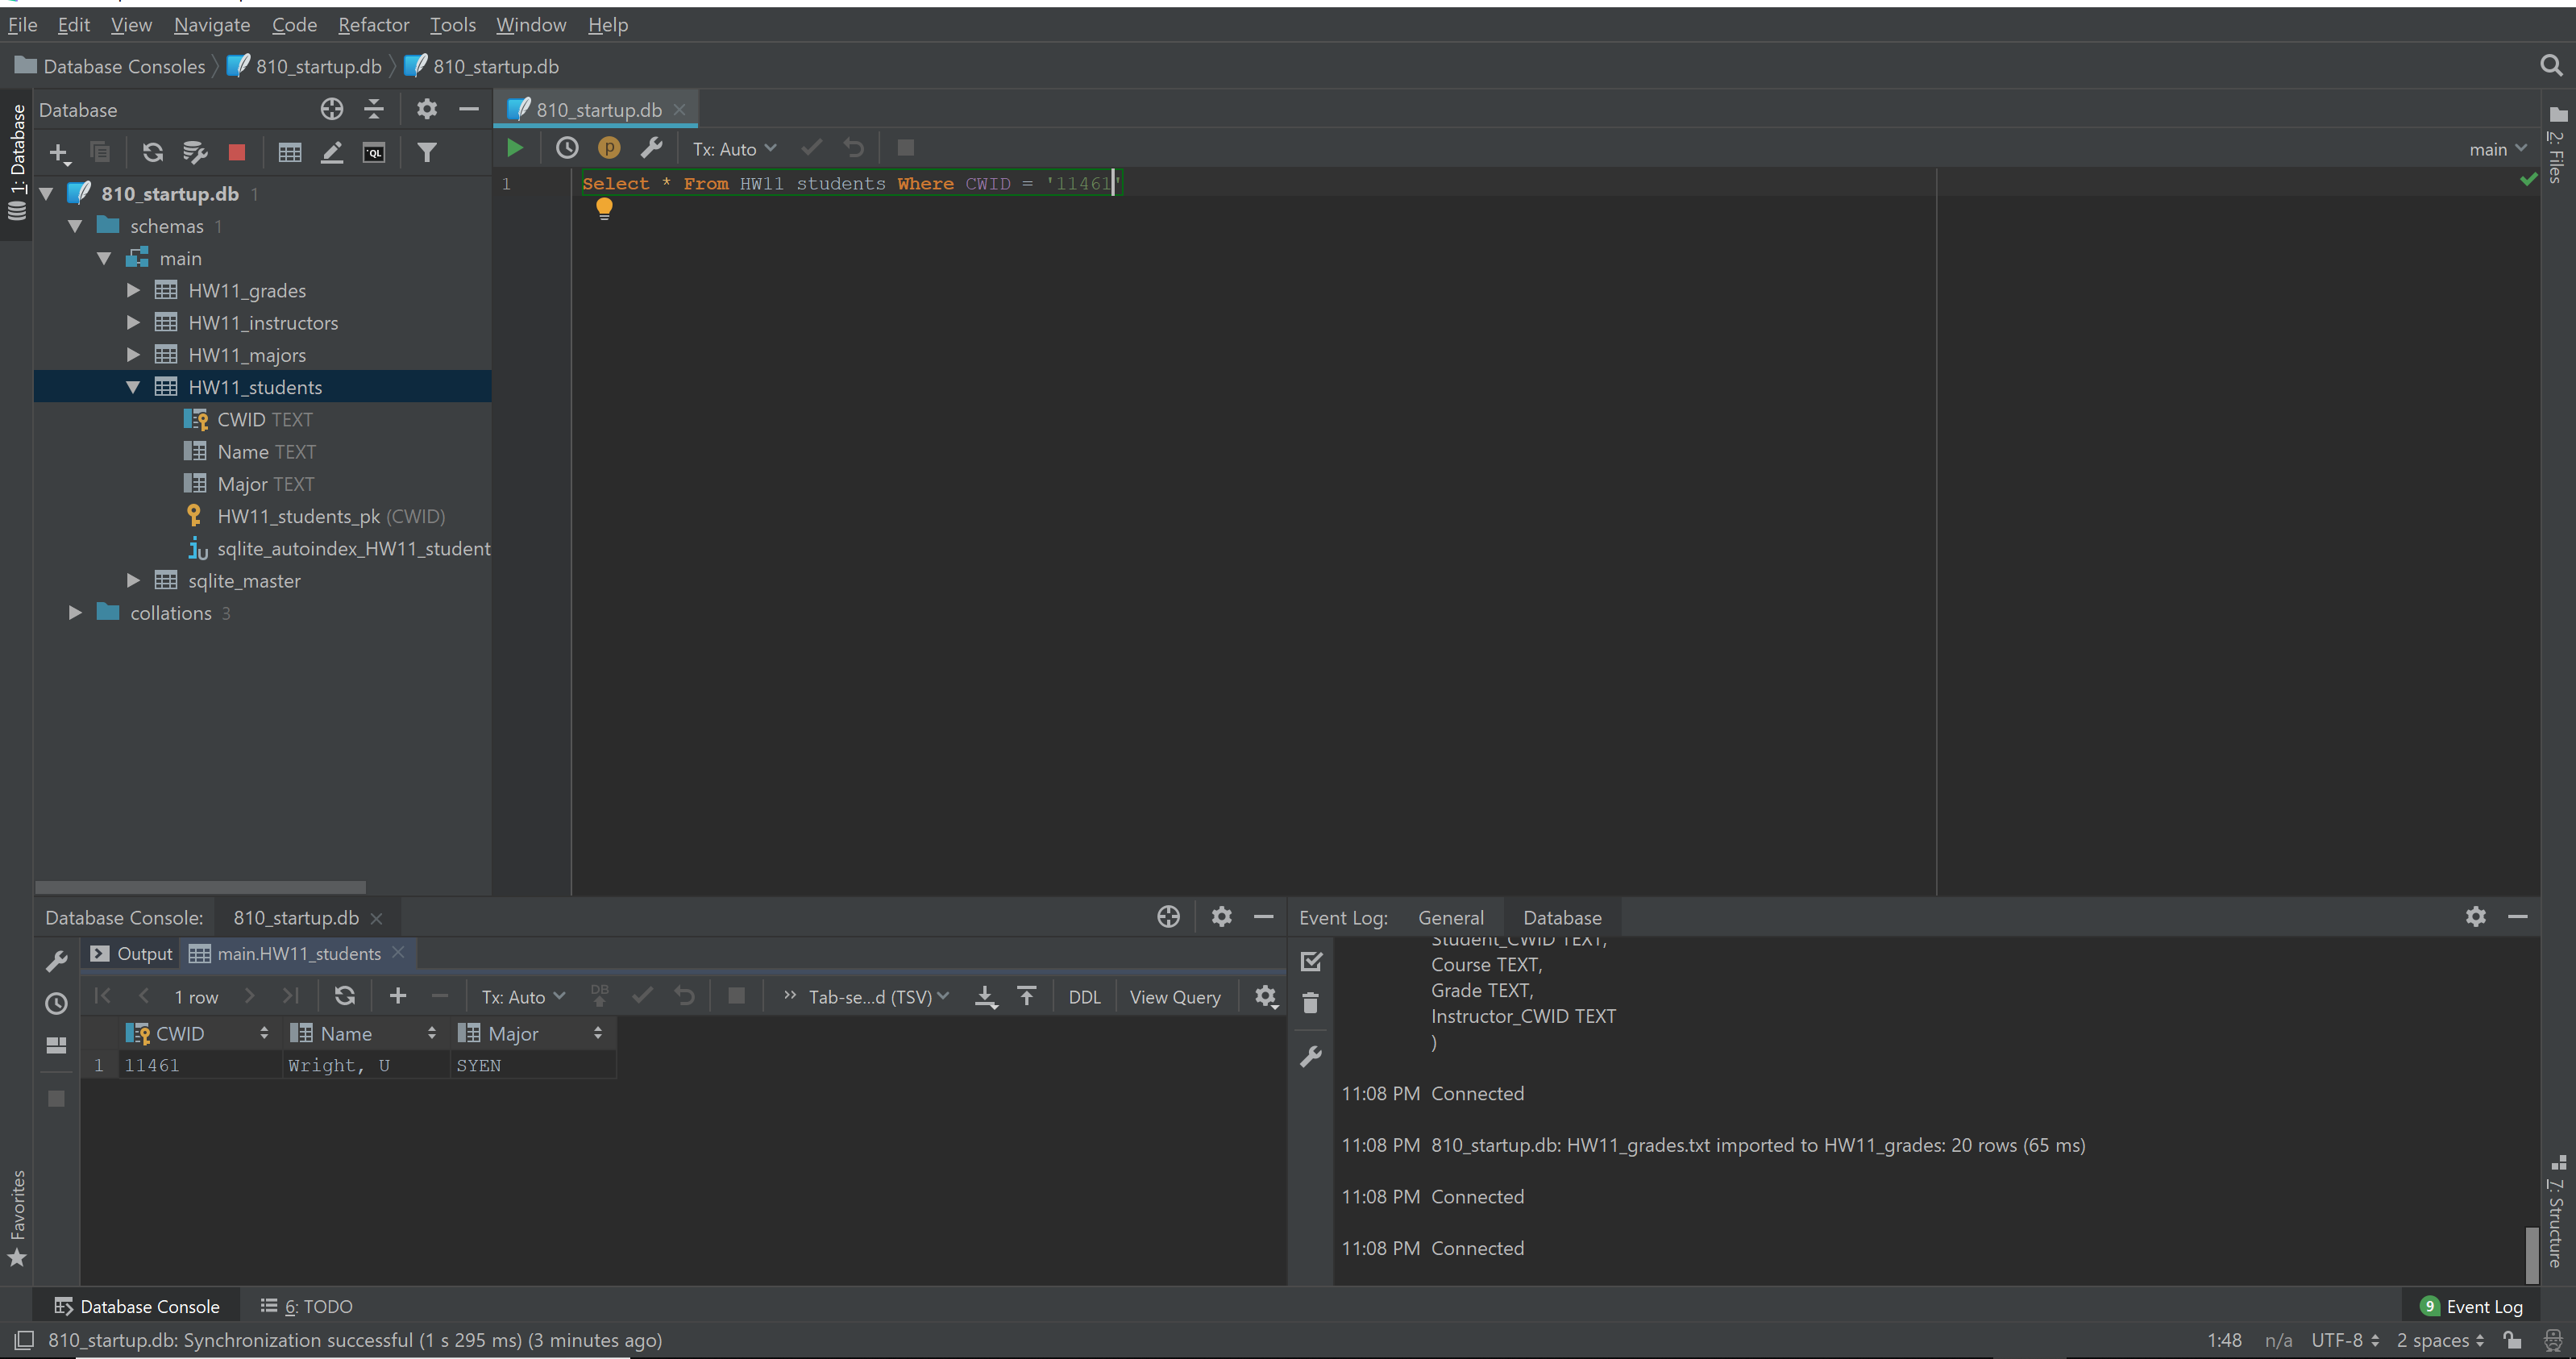 File Edit View Navigate Code Refactor Tools Window Help
Database Consoles 810_startup.db 810_startup.db
1: Database
Database
810_startup.db 1
schemas 1
main
HW11_grades
HW11_instructors
HW11_majors
HW11_students
CWID TEXT
Name TEXT
Major TEXT
HW11_students_pk (CWID)
sqlite_autoindex_HW11_student
sqlite_master
collations 3
810_startup.db
Tx: Auto
main
1 Select * From HW11_students Where CWID = '11461'
2: Files
Database Console: 810_startup.db
Output main.HW11_students
1 row Tx: Auto DB Tab-se...d (TSV) DDL View Query
CWID Name Major
1 11461 Wright, U SYEN
Event Log: General Database
Student_CWID TEXT,
Course TEXT,
Grade TEXT,
Instructor_CWID TEXT
)
11:08 PM Connected
11:08 PM 810_startup.db: HW11_grades.txt imported to HW11_grades: 20 rows (65 ms)
11:08 PM Connected
11:08 PM Connected
Favorites
7: Structure
Database Console 6: TODO 9 Event Log
810_startup.db: Synchronization successful (1 s 295 ms) (3 minutes ago) 1:48 n/a UTF-8 2 spaces